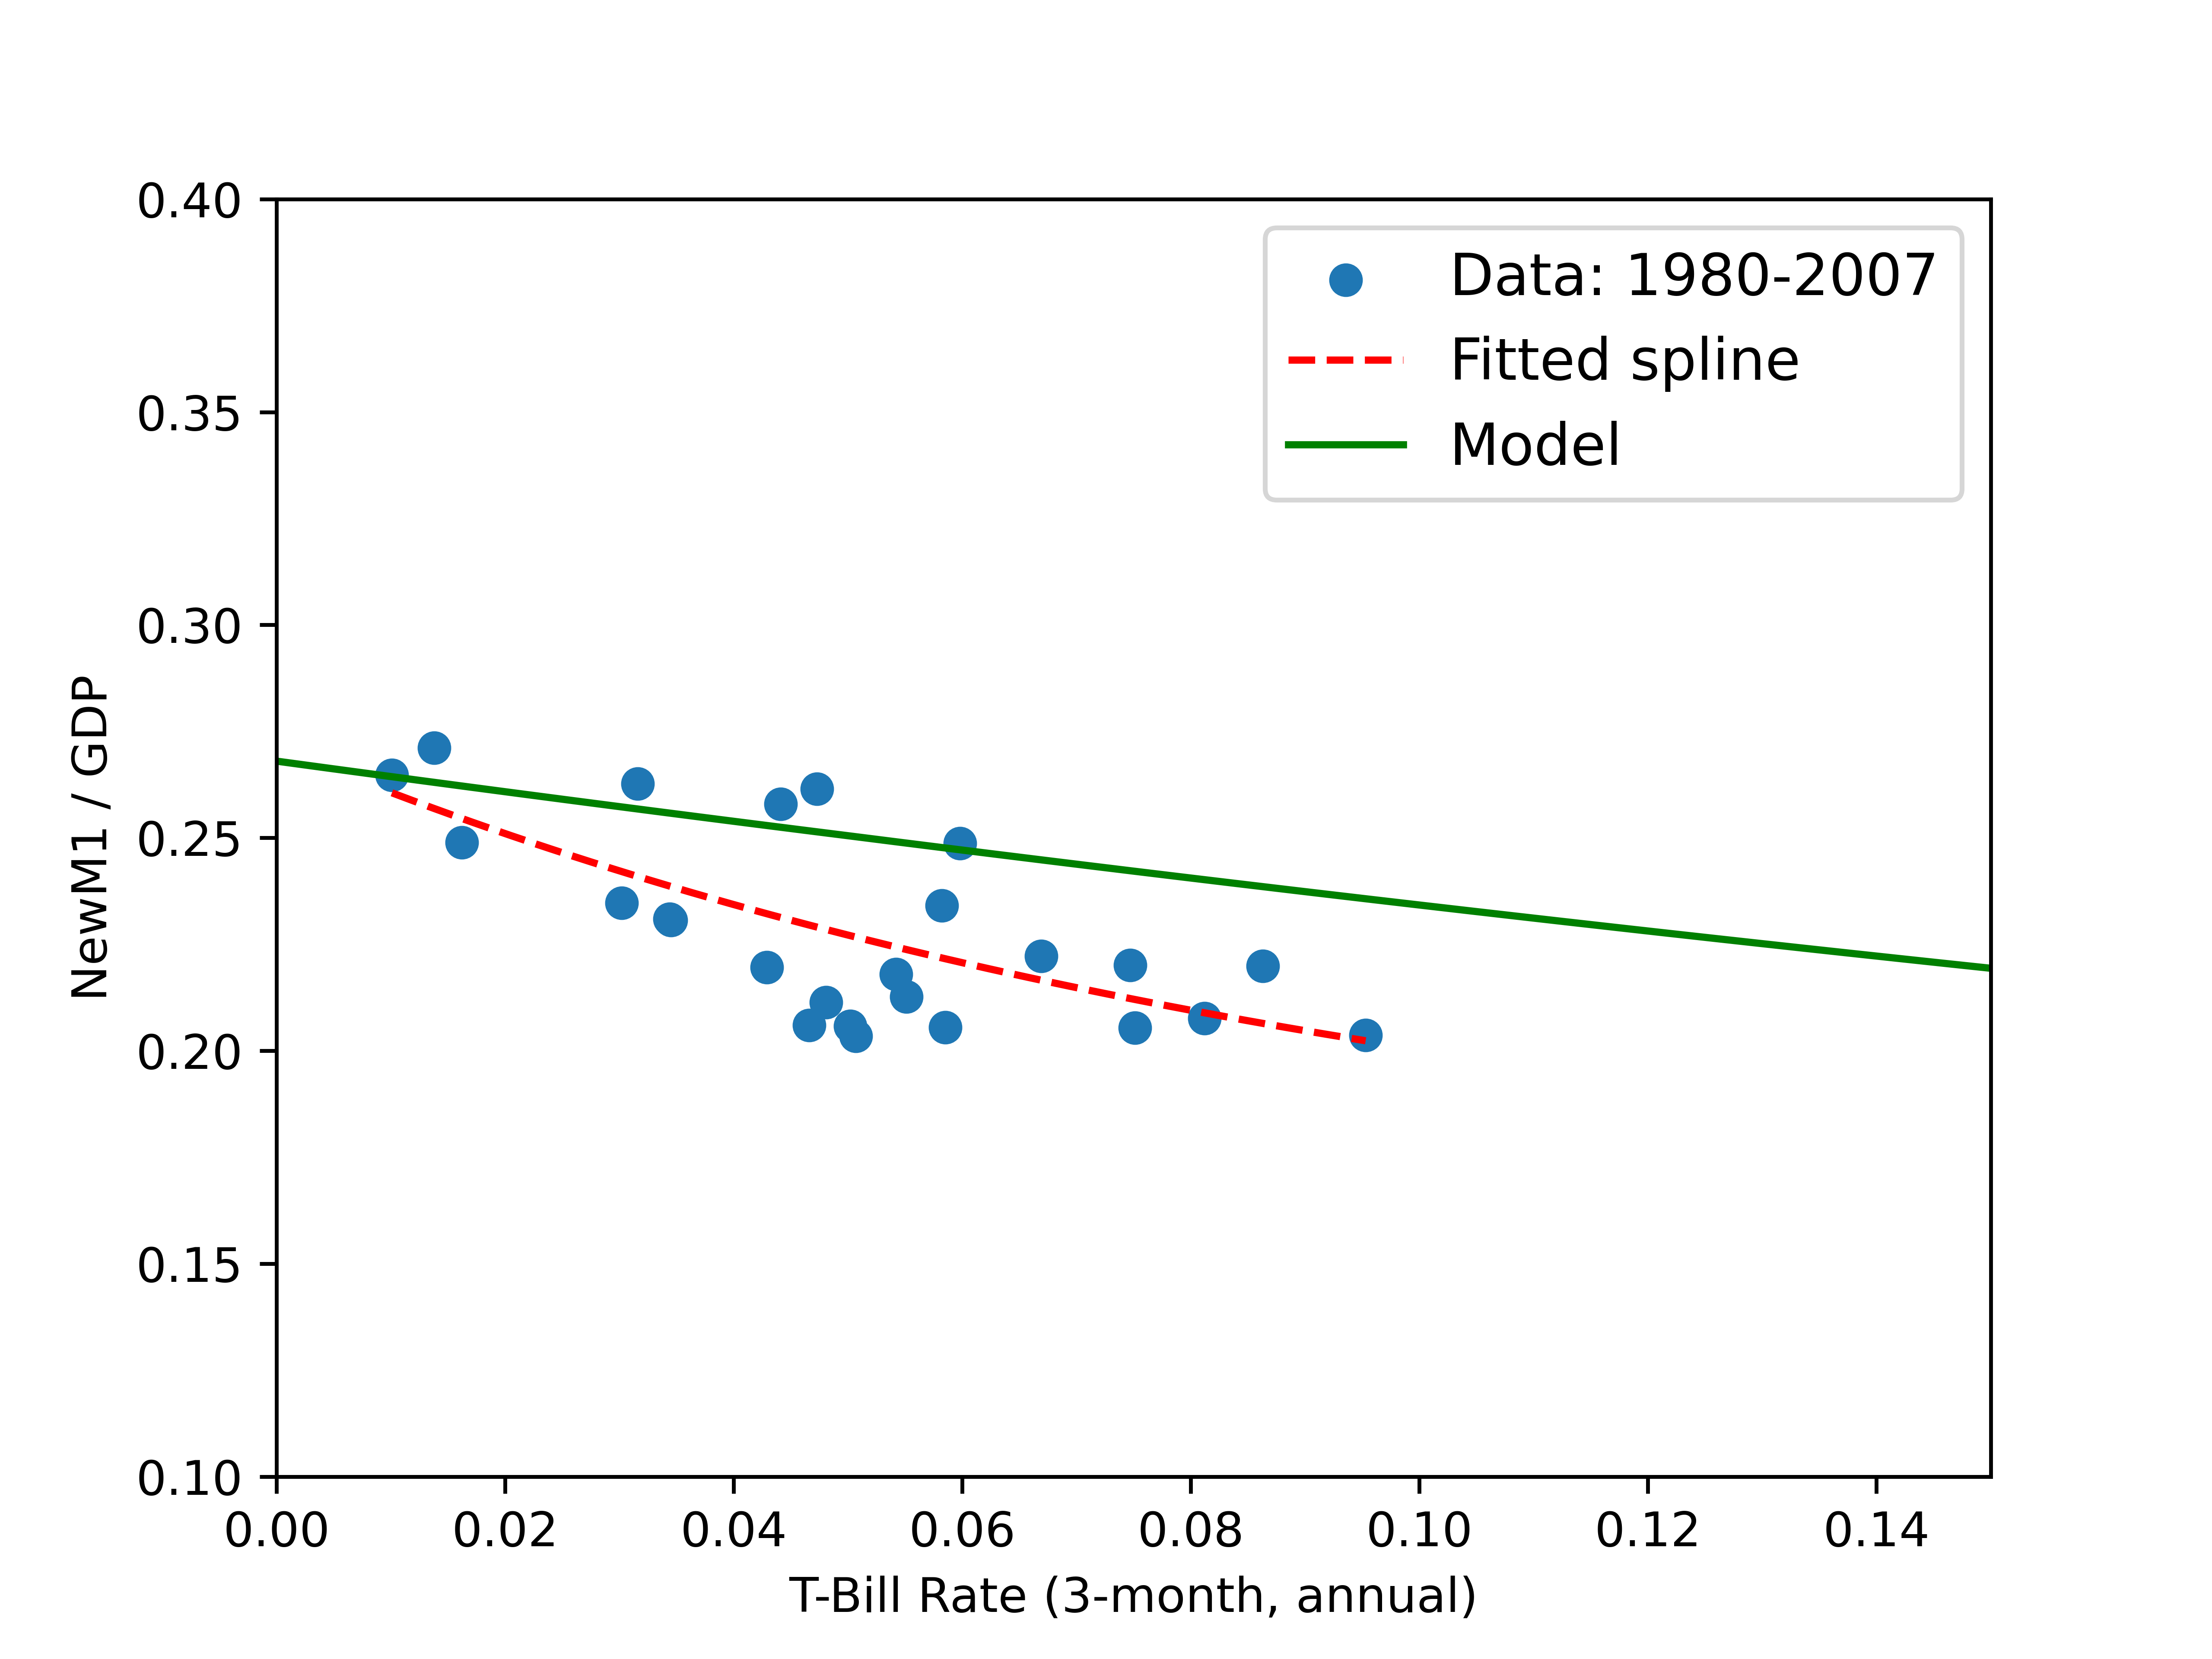 0.40
0.35
0.30
0.25
0.20
0.15
0.10
NewM1 / GDP
Data: 1980-2007
Fitted spline
Model
0.00 0.02 0.04 0.06 0.08 0.10 0.12 0.14
T-Bill Rate (3-month, annual)